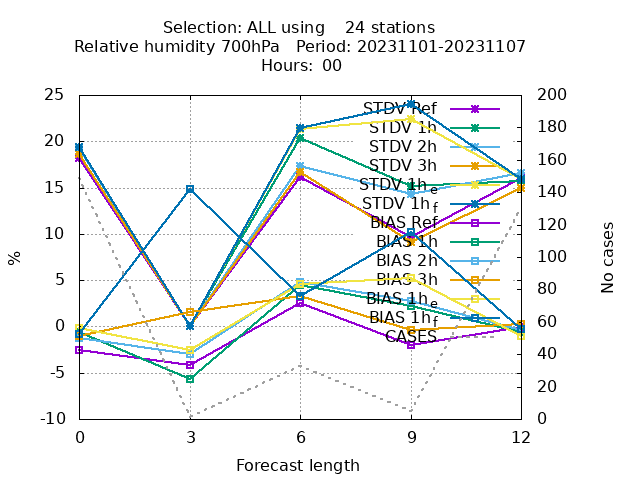 Selection: ALL using    24 stations
Relative humidity 700hPa   Period: 20231101-20231107
Hours: 00
25
20
15
10
5
0
-5
-10
%
200
180
160
140
120
100
80
60
40
20
0
No cases
STDV Ref
STDV 1h
STDV 2h
STDV 3h
STDV 1h_e
STDV 1h_f
BIAS Ref
BIAS 1h
BIAS 2h
BIAS 3h
BIAS 1h_e
BIAS 1h_f
CASES
0 3 6 9 12
Forecast length